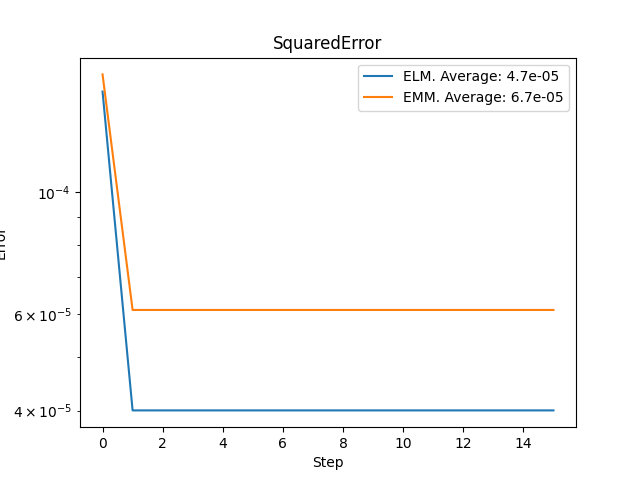 SquaredError
ELM. Average: 4.7e-05
EMM. Average: 6.7e-05
10⁻⁴
6 × 10⁻⁵
4 × 10⁻⁵
Error
0 2 4 6 8 10 12 14
Step